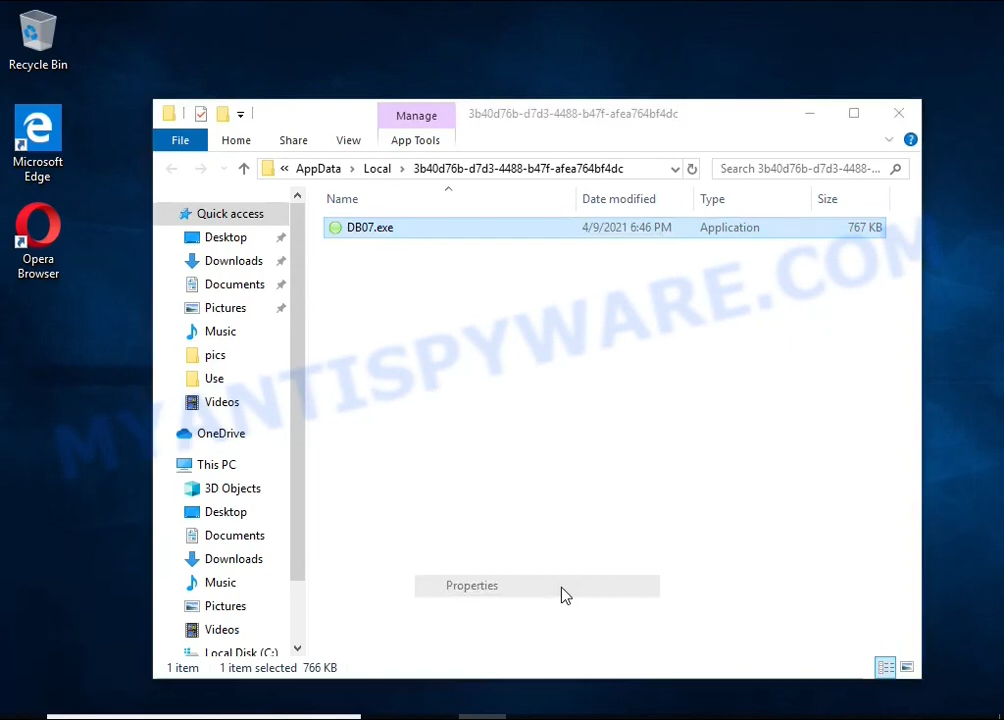 Recycle Bin
Microsoft
Edge
Opera
Browser
Manage
3b40d76b-d7d3-4488-b47f-afea764bf4dc
File
Home
Share
View
App Tools
« AppData > Local > 3b40d76b-d7d3-4488-b47f-afea764bf4dc
Search 3b40d76b-d7d3-4488-...
Name
Date modified
Type
Size
DB07.exe
4/9/2021 6:46 PM
Application
767 KB
Quick access
Desktop
Downloads
Documents
Pictures
Music
pics
Use
Videos
OneDrive
This PC
3D Objects
Desktop
Documents
Downloads
Music
Pictures
Videos
Local Disk (C:)
Properties
1 item
1 item selected 766 KB
MYANTISPYWARE.COM